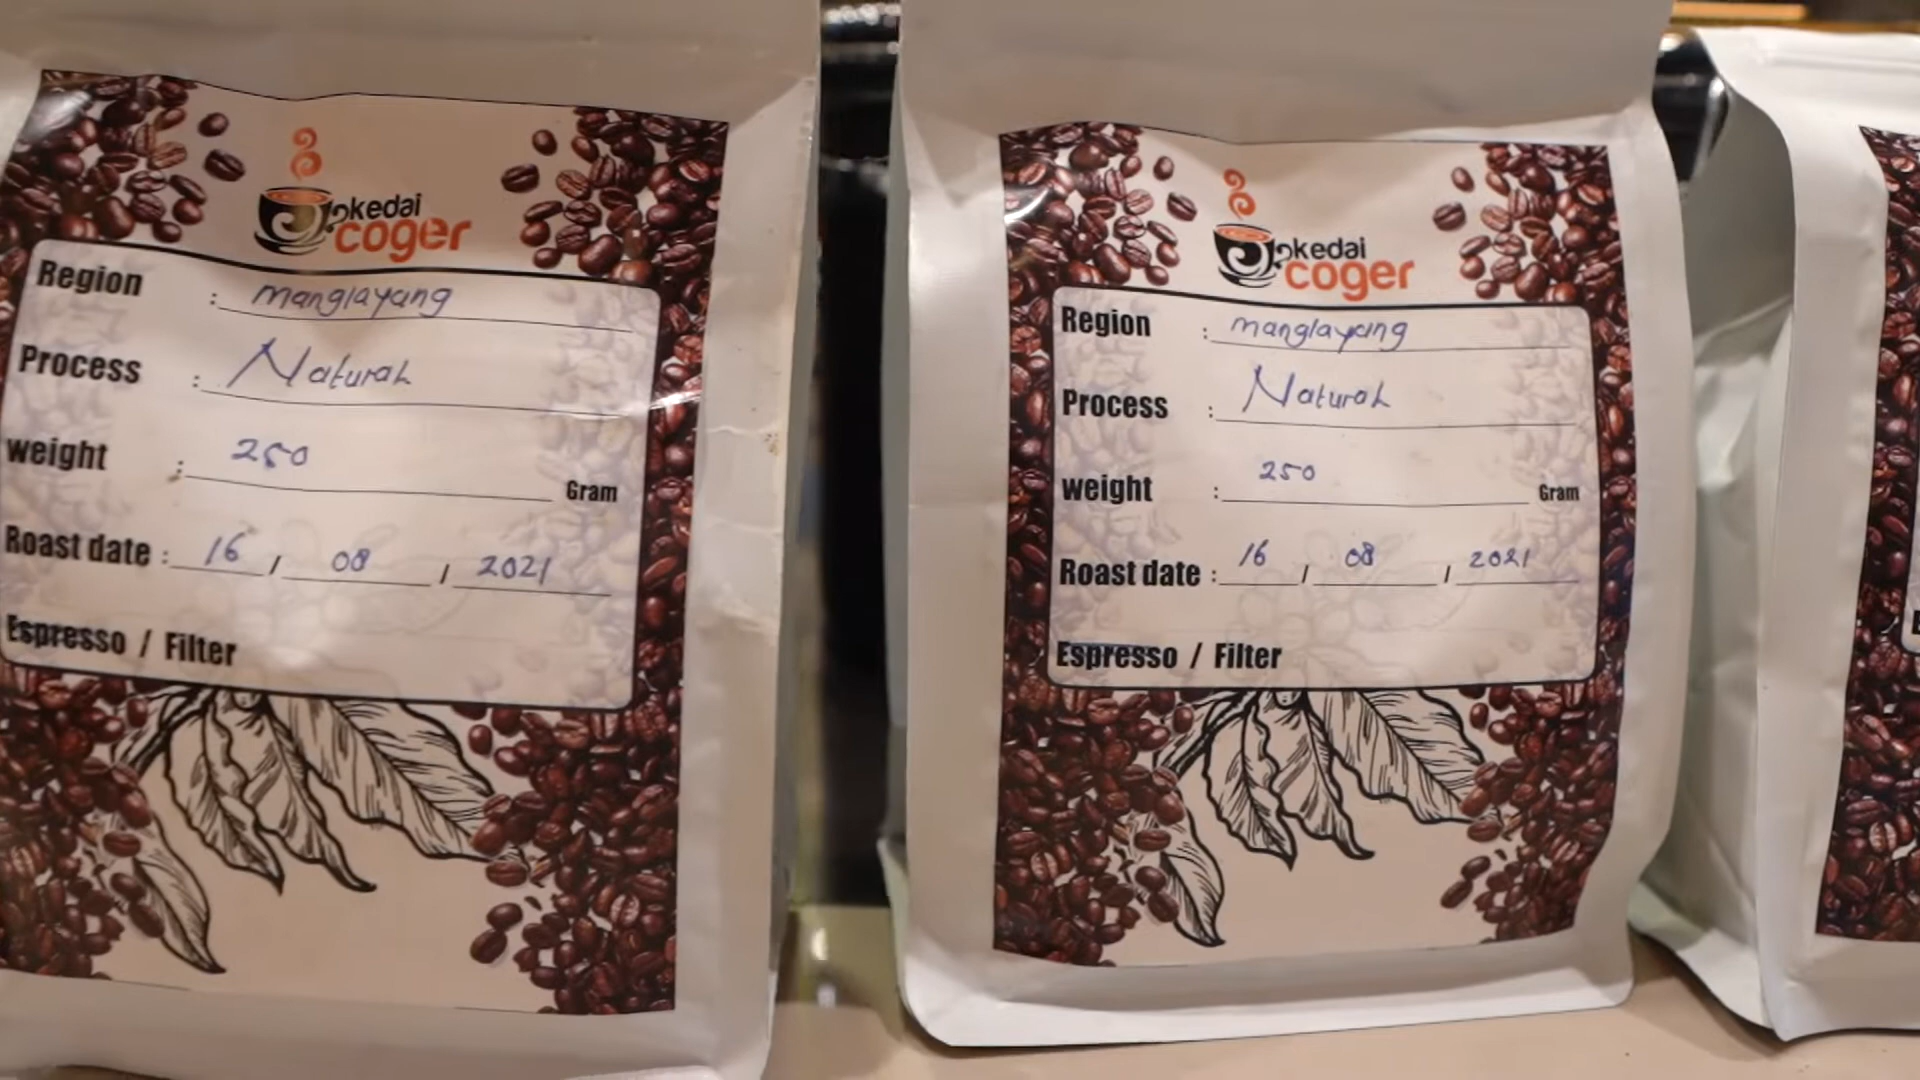 kedai
coger
Region : manglayang
Process : Natural
weight : 250 Gram
Roast date : 16 / 08 / 2021
Espresso / Filter
kedai
coger
Region : manglayang
Process : Natural
weight : 250 Gram
Roast date : 16 / 08 / 2021
Espresso / Filter